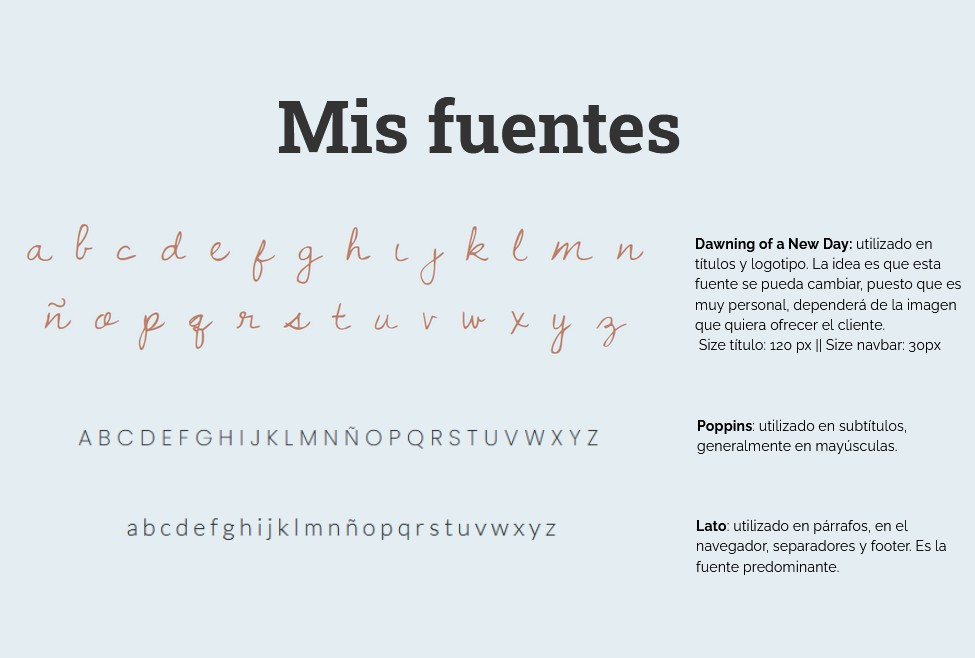 Mis fuentes
a b c d e f g h i j k l m n
ñ o p q r s t u v w x y z
Dawning of a New Day: utilizado en
títulos y logotipo. La idea es que esta
fuente se pueda cambiar, puesto que es
muy personal, dependerá de la imagen
que quiera ofrecer el cliente.
Size título: 120 px || Size navbar: 30px
ABCDEFGHIJKLMNÑOPQRSTUVWXYZ
Poppins: utilizado en subtítulos,
generalmente en mayúsculas.
abcdefghijklmnñopqrstuvwxyz
Lato: utilizado en párrafos, en el
navegador, separadores y footer. Es la
fuente predominante.